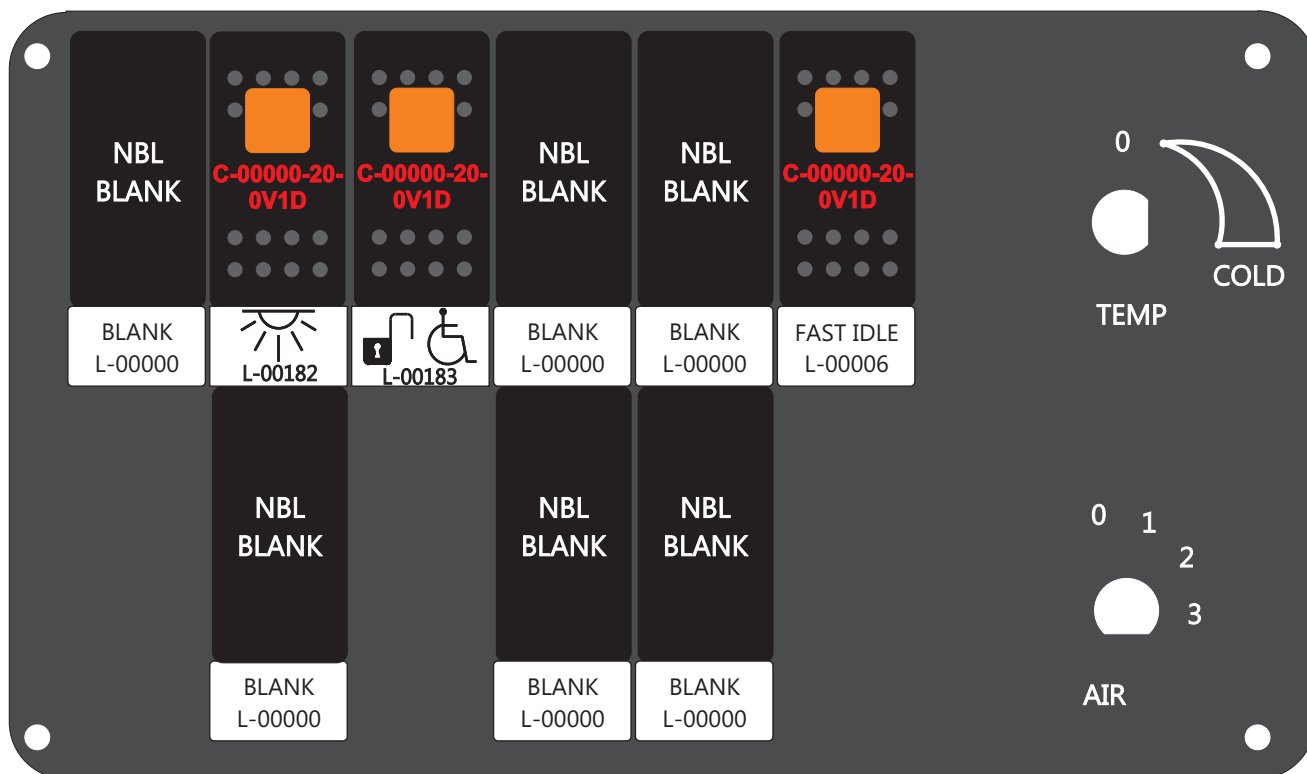 NBL
BLANK
C-00000-20-
0V1D
C-00000-20-
0V1D
NBL
BLANK
NBL
BLANK
C-00000-20-
0V1D
BLANK
L-00000
L-00182
L-00183
BLANK
L-00000
BLANK
L-00000
FAST IDLE
L-00006
0
COLD
TEMP
NBL
BLANK
NBL
BLANK
NBL
BLANK
BLANK
L-00000
BLANK
L-00000
BLANK
L-00000
0
1
2
3
AIR